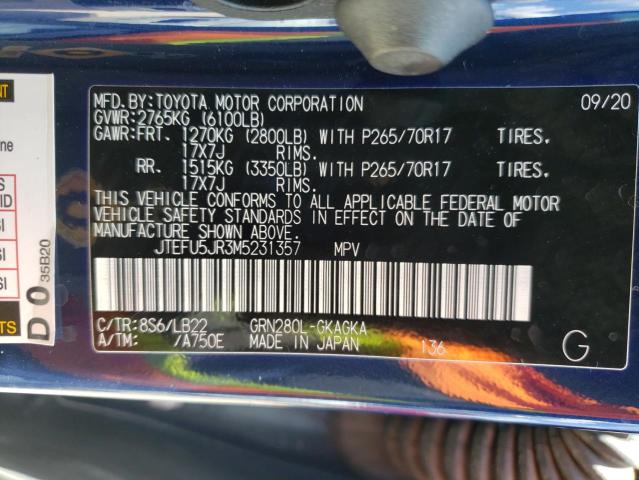 MFD.BY:TOYOTA MOTOR CORPORATION 09/20
GVWR:2765KG (6100LB)
GAWR:FRT. 1270KG (2800LB) WITH P265/70R17 TIRES.
17X7J RIMS.
RR. 1515KG (3350LB) WITH P265/70R17 TIRES.
17X7J RIMS.
THIS VEHICLE CONFORMS TO ALL APPLICABLE FEDERAL MOTOR
VEHICLE SAFETY STANDARDS IN EFFECT ON THE DATE OF
MANUFACTURE SHOWN ABOVE.
JTEFU5JR3M5231357 MPV
C/TR:8S6/LB22 GRN280L-GKAGKA
A/TM: /A750E MADE IN JAPAN 136 G
D 0 35B20